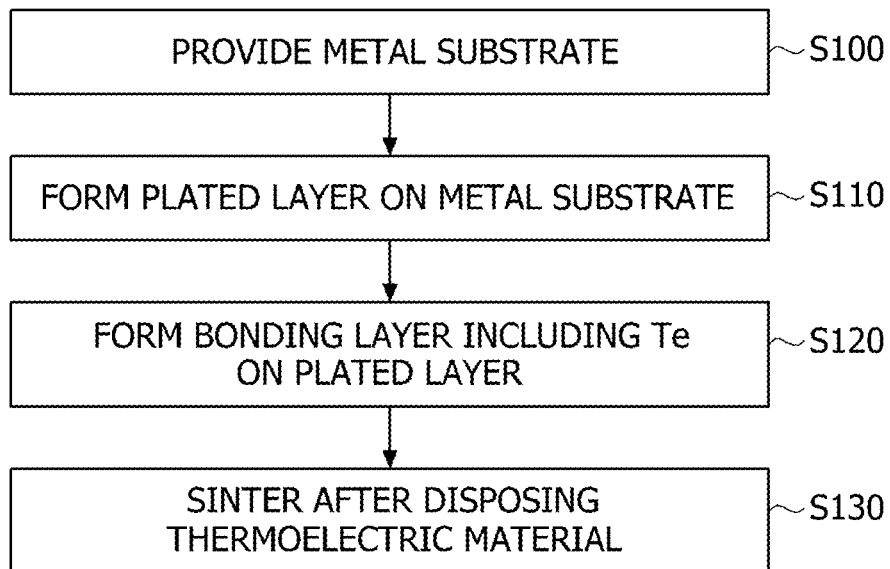 PROVIDE METAL SUBSTRATE
S100
FORM PLATED LAYER ON METAL SUBSTRATE
S110
FORM BONDING LAYER INCLUDING Te
ON PLATED LAYER
S120
SINTER AFTER DISPOSING
THERMOELECTRIC MATERIAL
S130